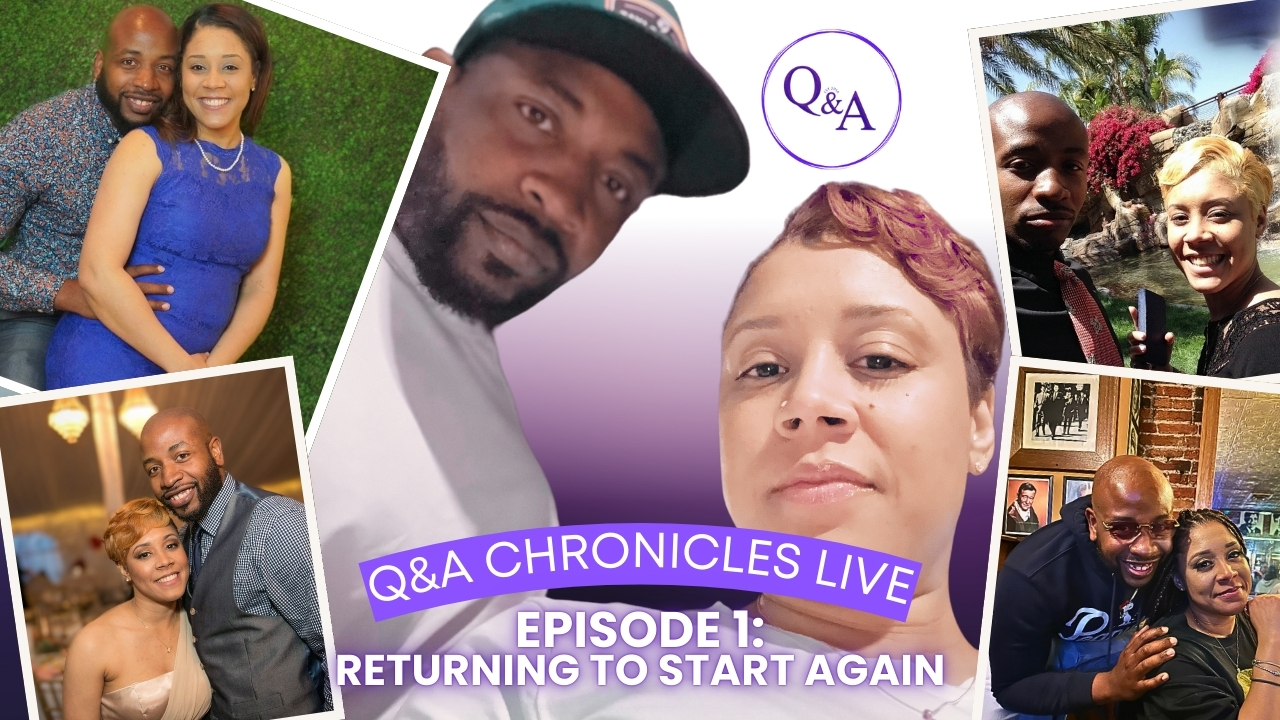 Q&A
Q&A CHRONICLES LIVE
EPISODE 1:
RETURNING TO START AGAIN